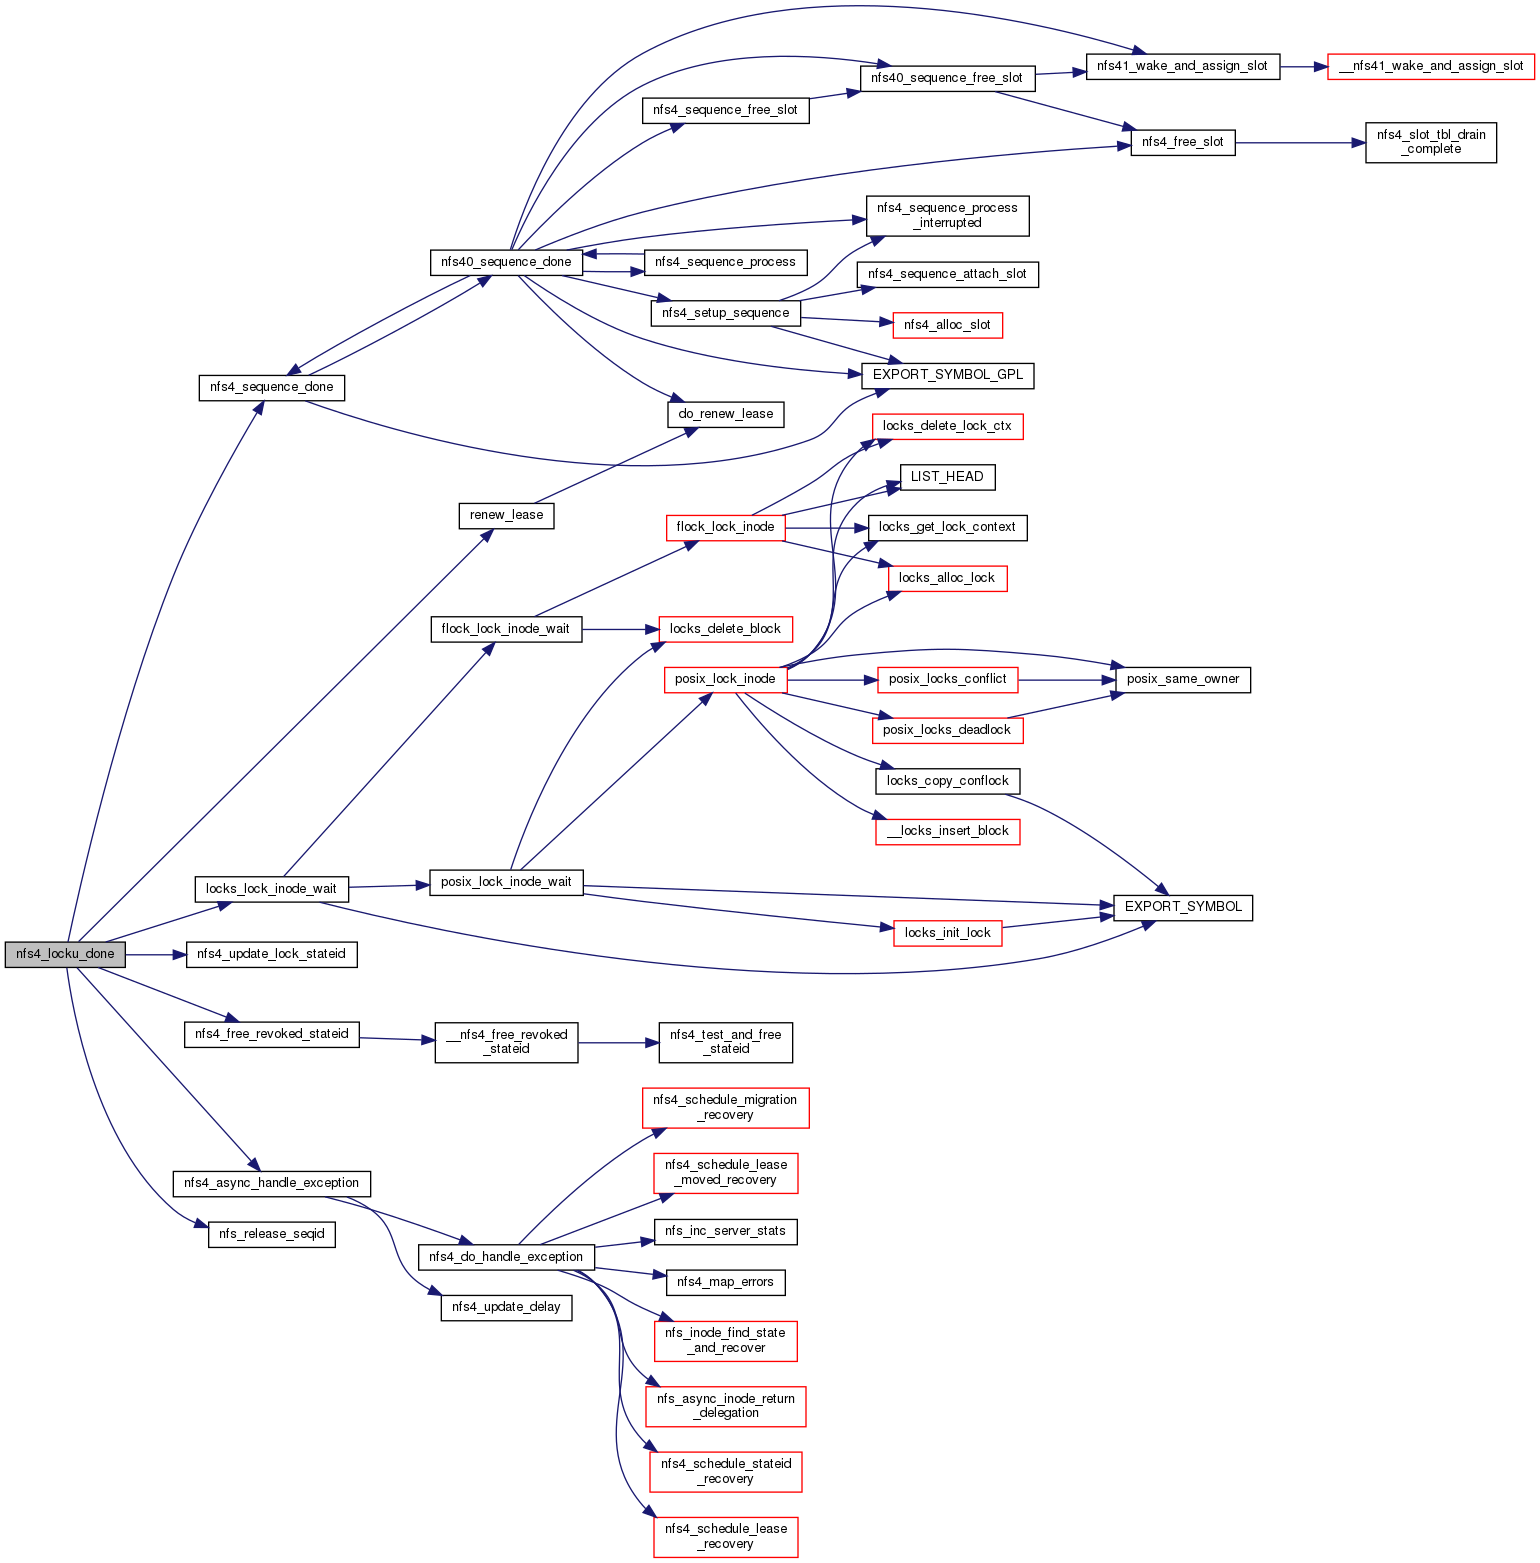 nfs41_wake_and_assign_slot
__nfs41_wake_and_assign_slot
nfs40_sequence_free_slot
nfs4_sequence_free_slot
nfs4_free_slot
nfs4_slot_tbl_drain
_complete
nfs4_sequence_process
_interrupted
nfs40_sequence_done
nfs4_sequence_process
nfs4_sequence_attach_slot
nfs4_setup_sequence
nfs4_alloc_slot
EXPORT_SYMBOL_GPL
nfs4_sequence_done
do_renew_lease
locks_delete_lock_ctx
LIST_HEAD
renew_lease
flock_lock_inode
locks_get_lock_context
locks_alloc_lock
flock_lock_inode_wait
locks_delete_block
posix_lock_inode
posix_locks_conflict
posix_same_owner
posix_locks_deadlock
locks_copy_conflock
__locks_insert_block
locks_lock_inode_wait
posix_lock_inode_wait
EXPORT_SYMBOL
locks_init_lock
nfs4_locku_done
nfs4_update_lock_stateid
nfs4_free_revoked_stateid
__nfs4_free_revoked
_stateid
nfs4_test_and_free
_stateid
nfs4_schedule_migration
_recovery
nfs4_schedule_lease
_moved_recovery
nfs4_async_handle_exception
nfs_release_seqid
nfs_inc_server_stats
nfs4_do_handle_exception
nfs4_map_errors
nfs4_update_delay
nfs_inode_find_state
_and_recover
nfs_async_inode_return
_delegation
nfs4_schedule_stateid
_recovery
nfs4_schedule_lease
_recovery